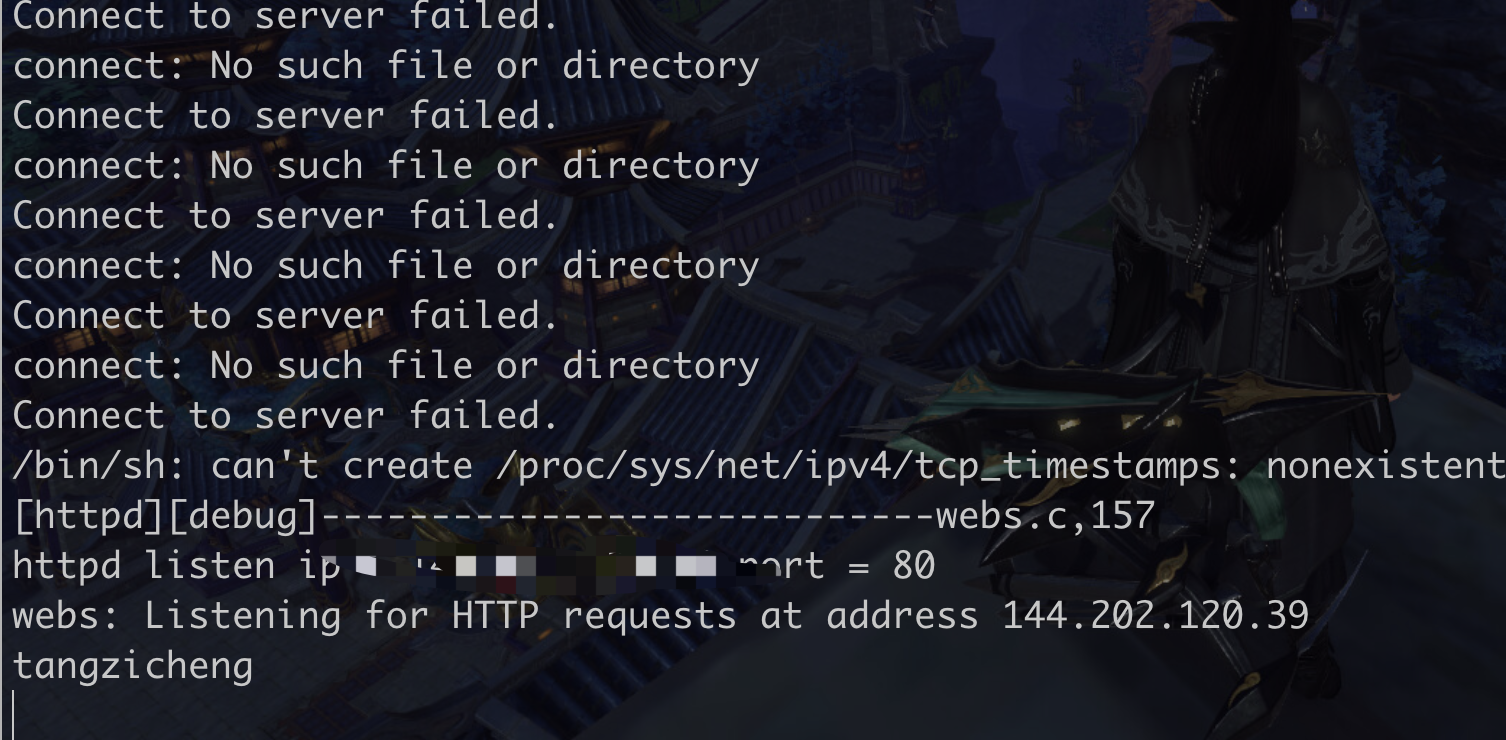 Connect to server failed.
connect: No such file or directory
Connect to server failed.
connect: No such file or directory
Connect to server failed.
connect: No such file or directory
Connect to server failed.
connect: No such file or directory
Connect to server failed.
/bin/sh: can't create /proc/sys/net/ipv4/tcp_timestamps: nonexistent
[httpd][debug]----------------------------webs.c,157
httpd listen ip port = 80
webs: Listening for HTTP requests at address 144.202.120.39
tangzicheng